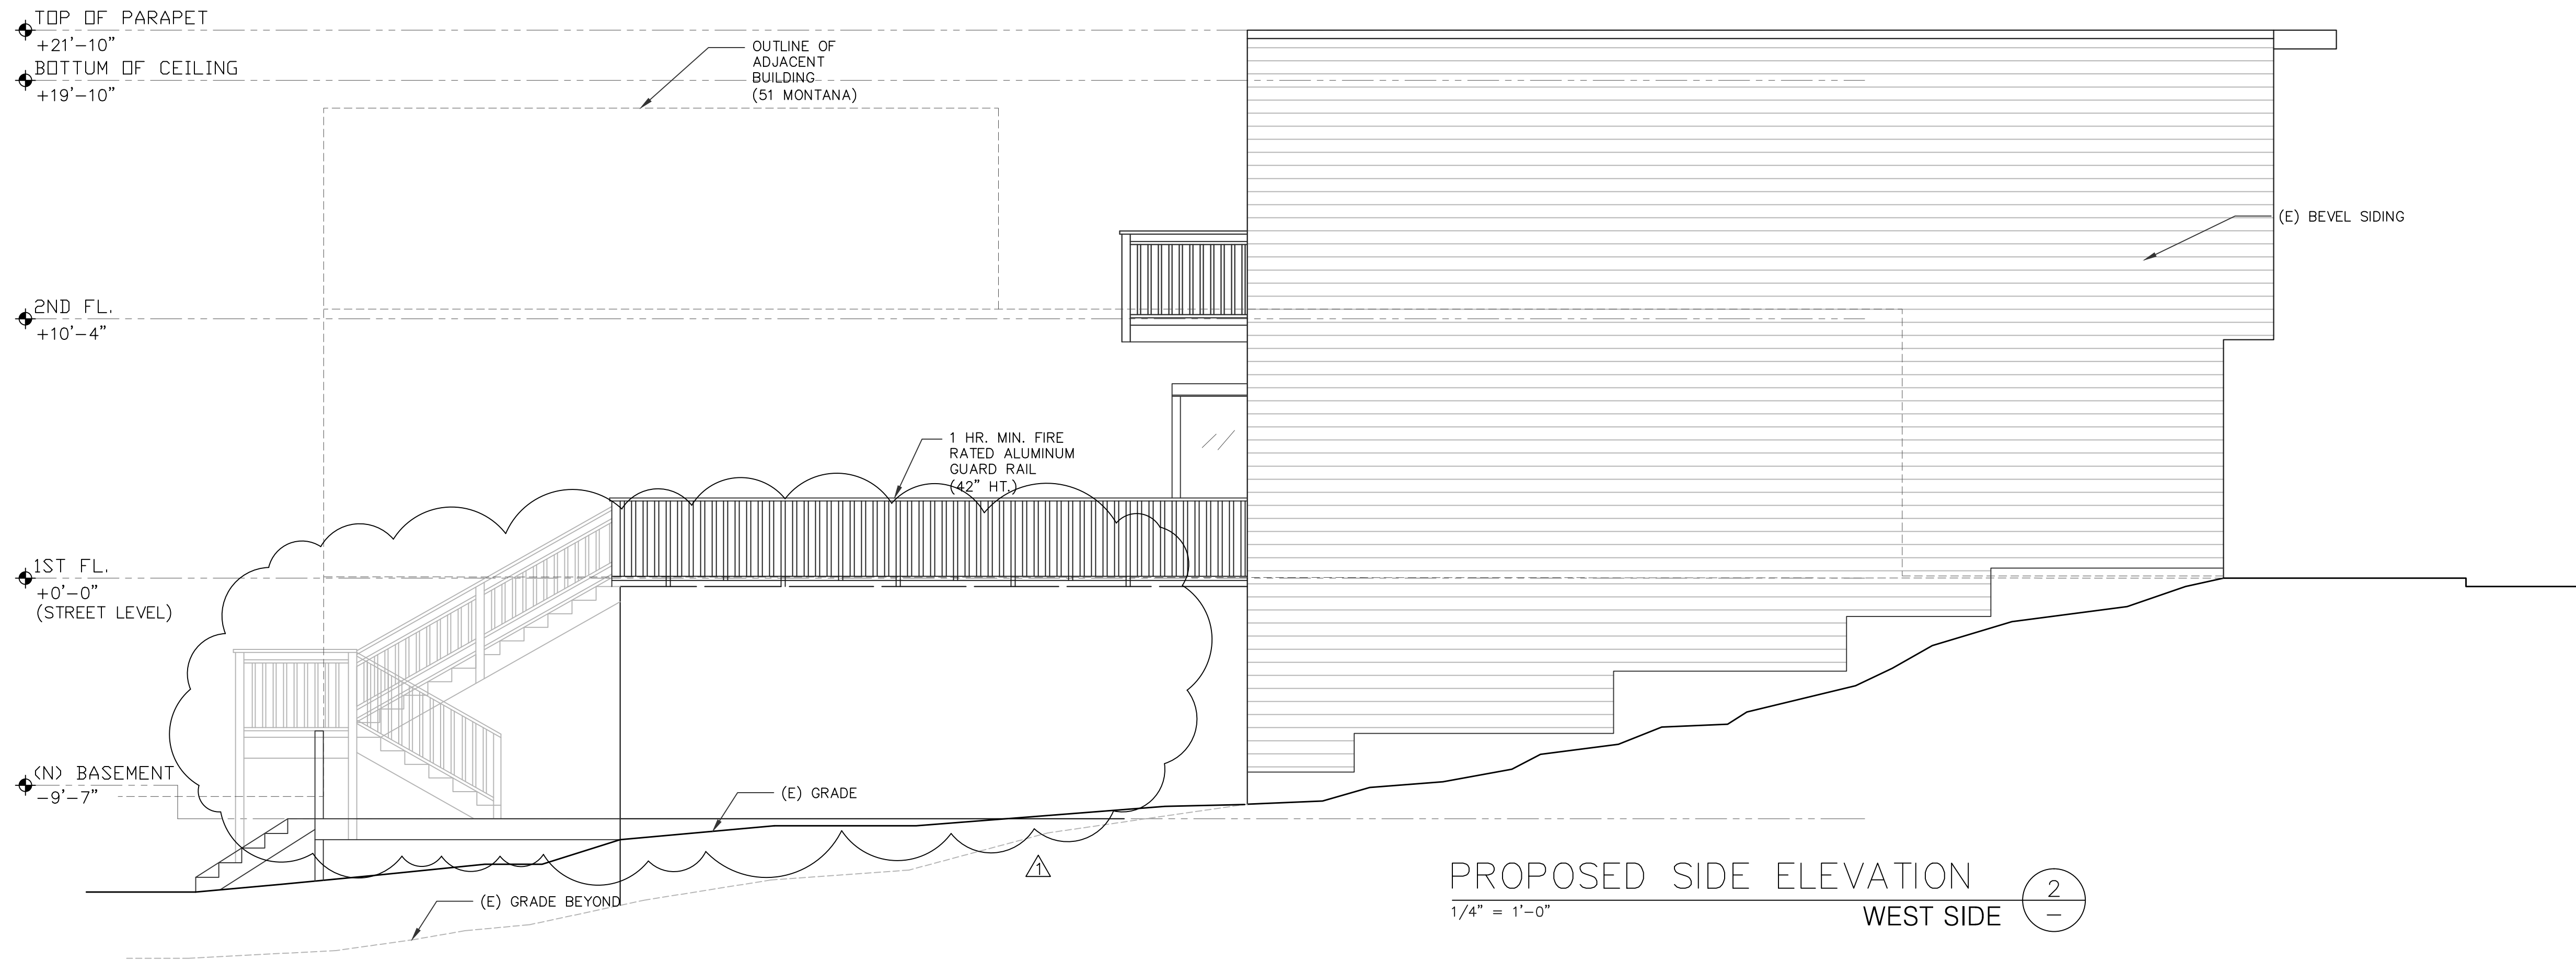 TOP OF PARAPET
+21'-10"
BOTTUM OF CEILING
+19'-10"
OUTLINE OF
ADJACENT
BUILDING
(51 MONTANA)
(E) BEVEL SIDING
2ND FL.
+10'-4"
1 HR. MIN. FIRE
RATED ALUMINUM
GUARD RAIL
(42" HT.)
1ST FL.
+0'-0"
(STREET LEVEL)
(N) BASEMENT
-9'-7"
(E) GRADE
1
(E) GRADE BEYOND
PROPOSED SIDE ELEVATION
1/4" = 1'-0"
WEST SIDE
2
-